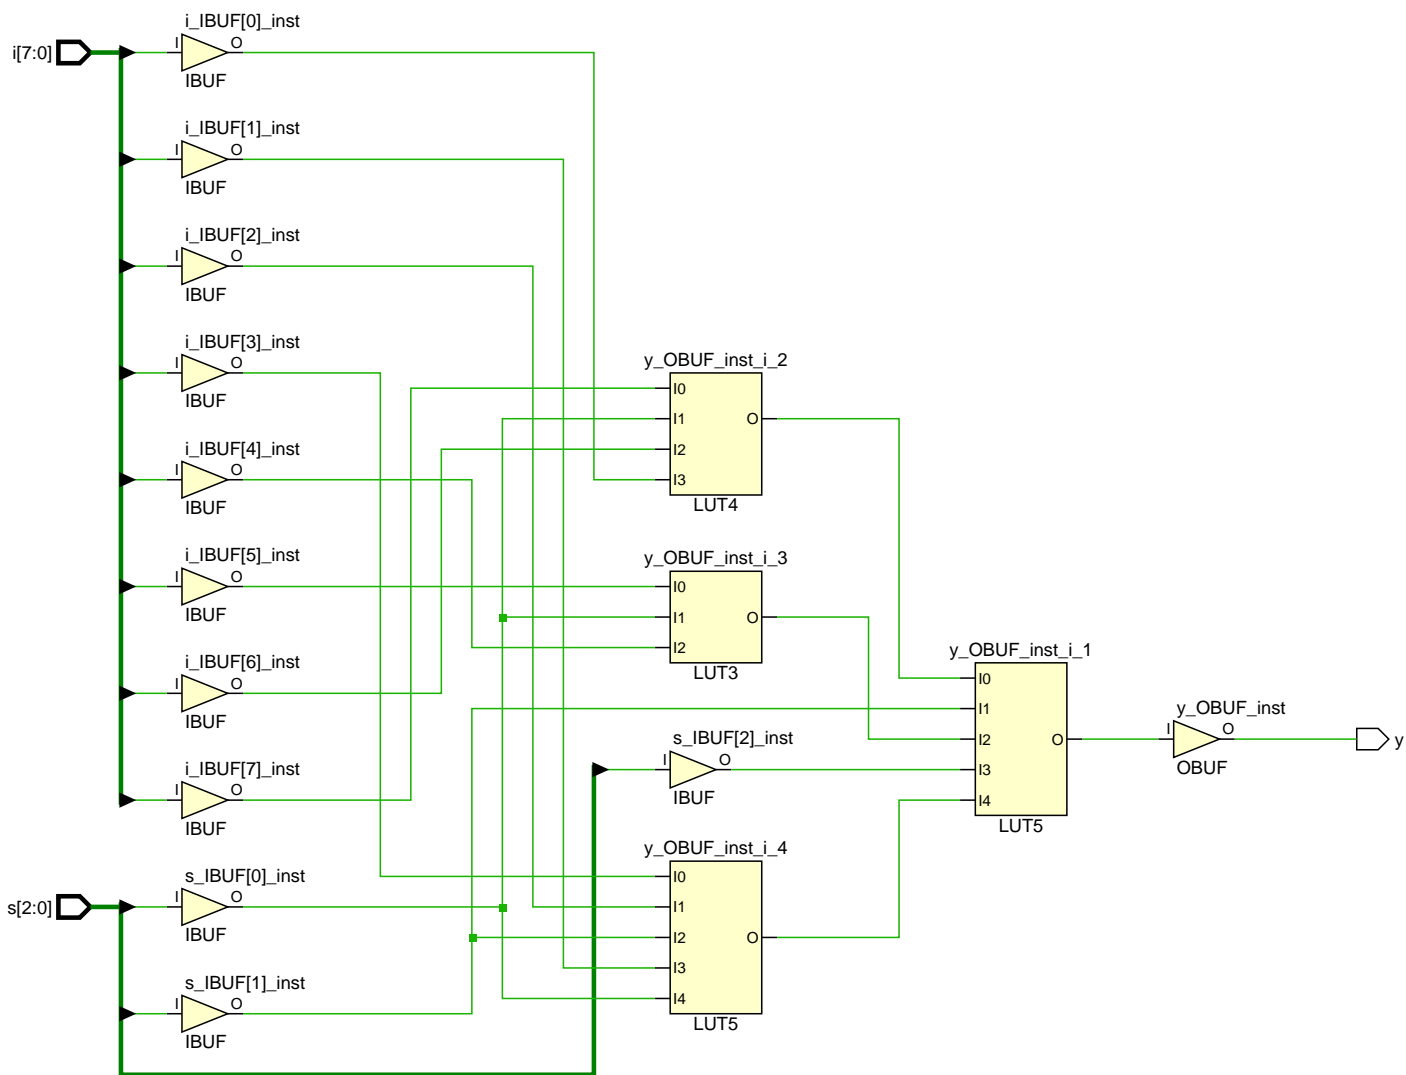 i_IBUF[0]_inst
i[7:0]
I
O
IBUF
i_IBUF[1]_inst
I
O
IBUF
i_IBUF[2]_inst
I
O
IBUF
i_IBUF[3]_inst
I
O
IBUF
i_IBUF[4]_inst
I
O
IBUF
i_IBUF[5]_inst
I
O
IBUF
i_IBUF[6]_inst
I
O
IBUF
i_IBUF[7]_inst
I
O
IBUF
s_IBUF[0]_inst
s[2:0]
I
O
IBUF
s_IBUF[1]_inst
I
O
IBUF
y_OBUF_inst_i_2
I0
I1
O
I2
I3
LUT4
y_OBUF_inst_i_3
I0
I1
O
I2
LUT3
s_IBUF[2]_inst
I
O
IBUF
y_OBUF_inst_i_4
I0
I1
I2
O
I3
I4
LUT5
y_OBUF_inst_i_1
I0
I1
I2
O
I3
I4
LUT5
y_OBUF_inst
I
O
OBUF
y